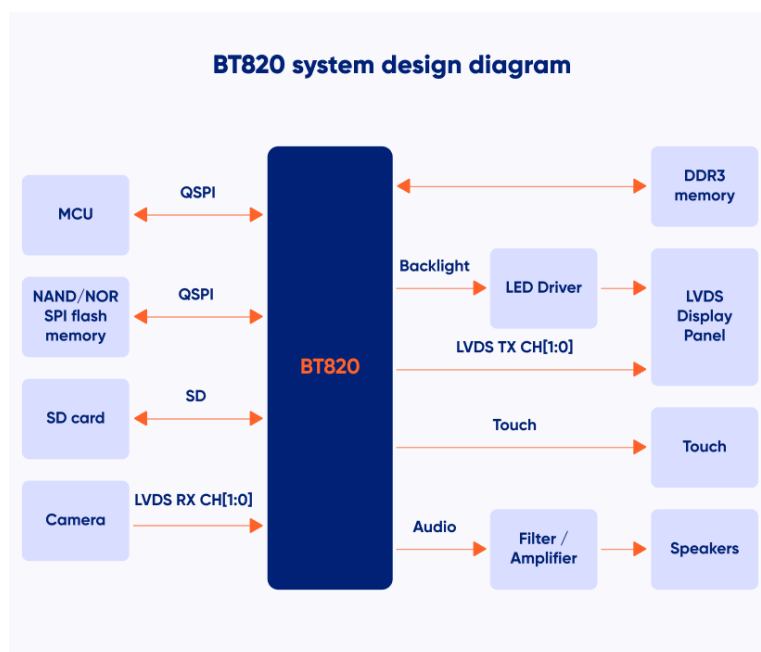 BT820 system design diagram
MCU
QSPI
NAND/NOR
SPI flash
memory
QSPI
SD card
SD
Camera
LVDS RX CH[1:0]
BT820
DDR3
memory
Backlight
LED Driver
LVDS
Display
Panel
LVDS TX CH[1:0]
Touch
Touch
Audio
Filter /
Amplifier
Speakers